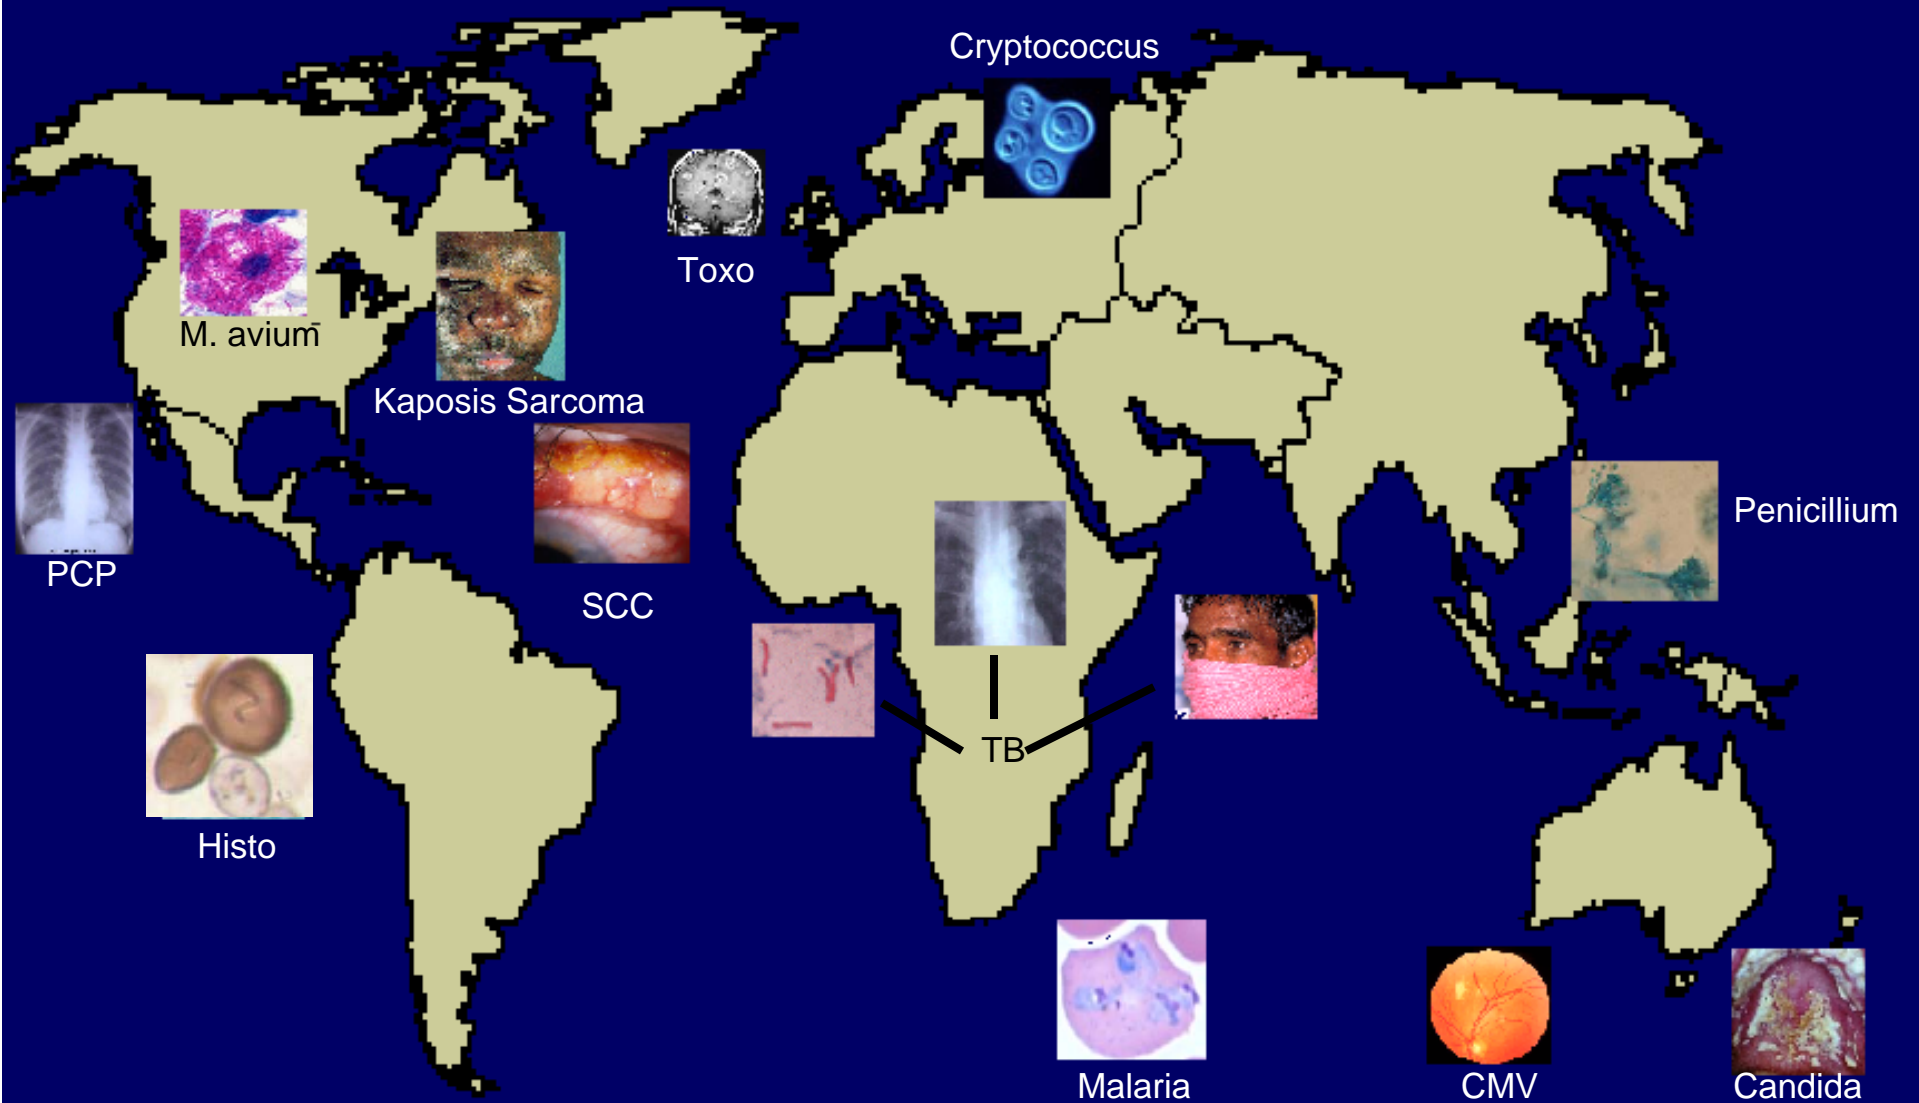 Cryptococcus
Toxo
M. avium
Kaposis Sarcoma
Penicillium
PCP
SCC
TB
Histo
Malaria
CMV
Candida